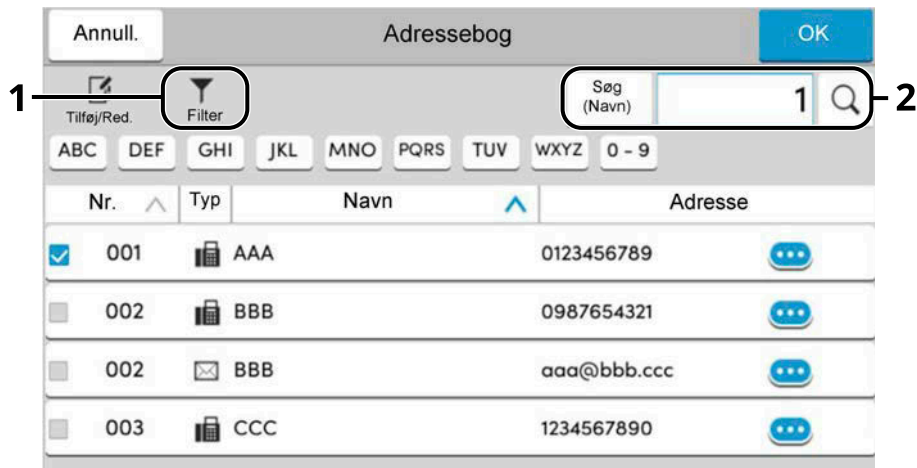 Annull. Adressebog OK
1 Tilføj/Red. Filter Søg (Navn) 1 2
ABC DEF GHI JKL MNO PQRS TUV WXYZ 0 - 9
Nr. Typ Navn Adresse
001 AAA 0123456789
002 BBB 0987654321
002 BBB aaa@bbb.ccc
003 CCC 1234567890